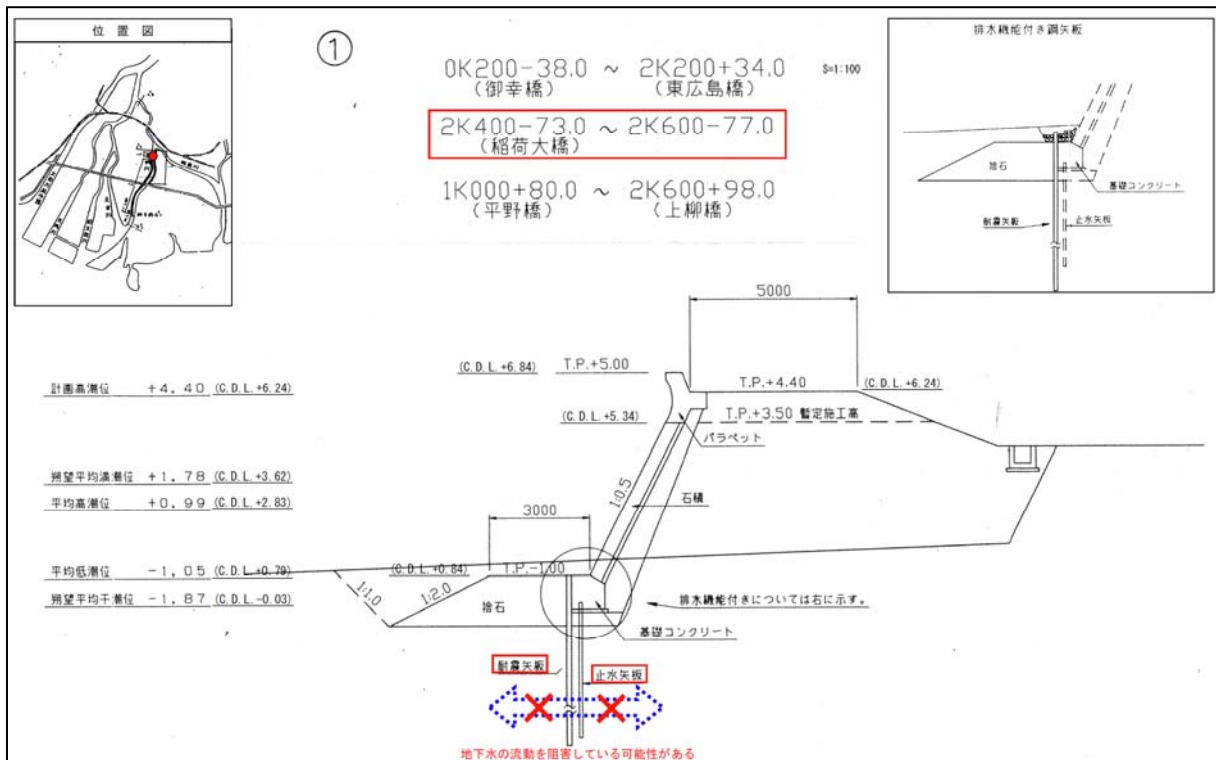 位置図
①
0K200-38.0 ～ 2K200+34.0
S=1:100
(御幸橋) (東広島橋)
2K400-73.0 ～ 2K600-77.0
(稲荷大橋)
1K000+80.0 ～ 2K600+98.0
(平野橋) (上柳橋)
排水機能付き鋼矢板
捨石
基礎コンクリート
耐震矢板
止水矢板
5000
(C.D.L.+6.84) T.P.+5.00
計画高潮位 +4.40 (C.D.L.+6.24)
T.P.+4.40
(C.D.L.+6.24)
(C.D.L.+5.34)
T.P.+3.50 暫定施工高
パラペット
朔望平均満潮位 +1.78 (C.D.L.+3.62)
平均高潮位 +0.99 (C.D.L.+2.83)
1:0.5
石積
3000
平均低潮位 -1.05 (C.D.L.+0.79)
(C.D.L.+0.84) T.P.-1.00
朔望平均干潮位 -1.87 (C.D.L.-0.03)
1:1.0
1:2.0
捨石
排水機能付きについては右に示す。
基礎コンクリート
耐震矢板
止水矢板
地下水の流動を阻害している可能性がある